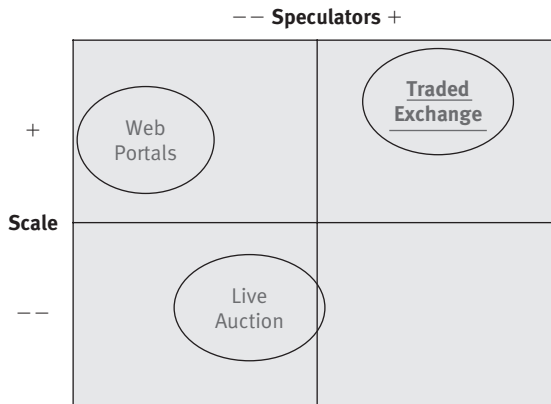 −− Speculators +
Traded
Exchange
Web
Portals
+
Scale
Live
Auction
−−